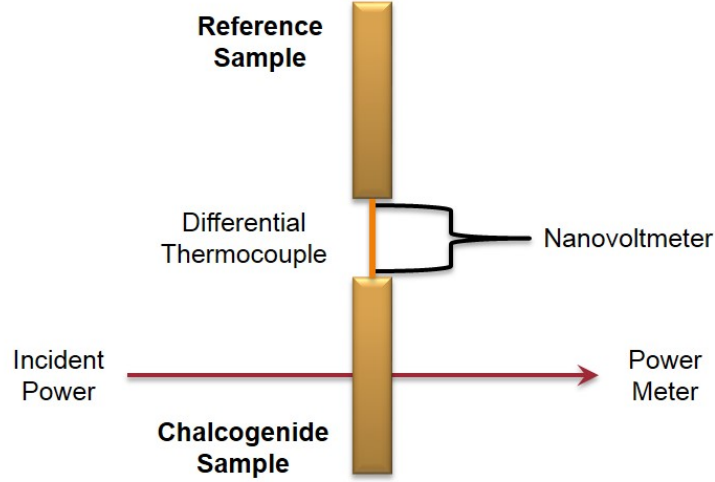 Reference
Sample
Differential
Thermocouple
Nanovoltmeter
Incident
Power
Power
Meter
Chalcogenide
Sample